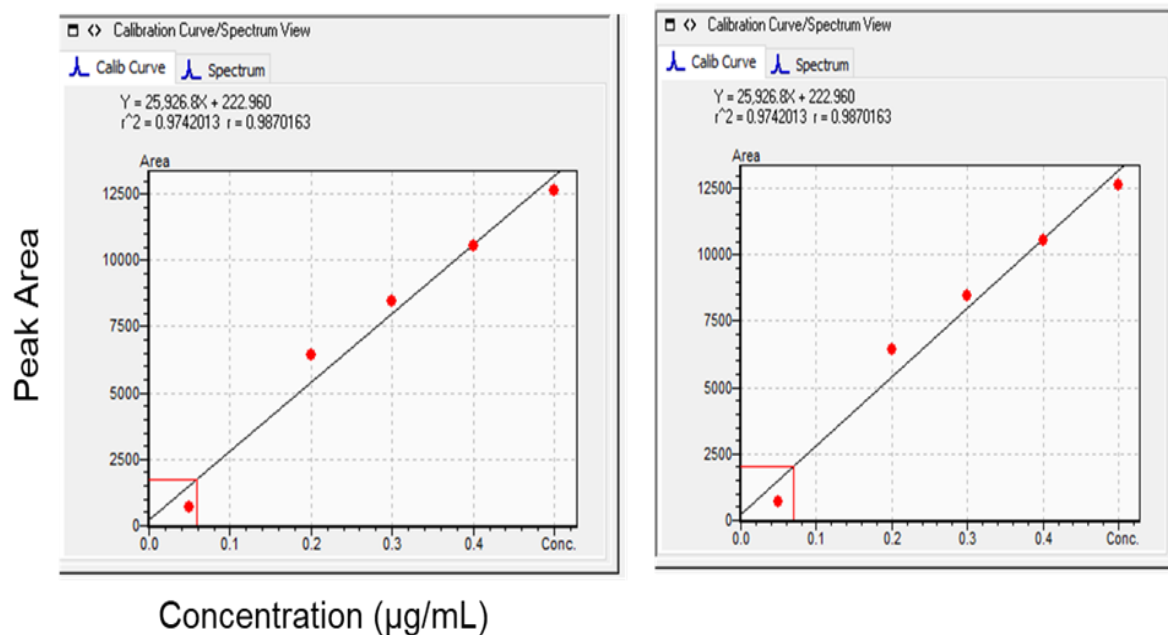 Calibration Curve/Spectrum View
Calib Curve Spectrum
Y = 25,926.8X + 222.960
r^2 = 0.9742013 r = 0.9870163
Area
12500
10000
7500
5000
2500
0
0.0 0.1 0.2 0.3 0.4 Conc.
Peak Area
Concentration (µg/mL)
Calibration Curve/Spectrum View
Calib Curve Spectrum
Y = 25,926.8X + 222.960
r^2 = 0.9742013 r = 0.9870163
Area
12500
10000
7500
5000
2500
0
0.0 0.1 0.2 0.3 0.4 Conc.